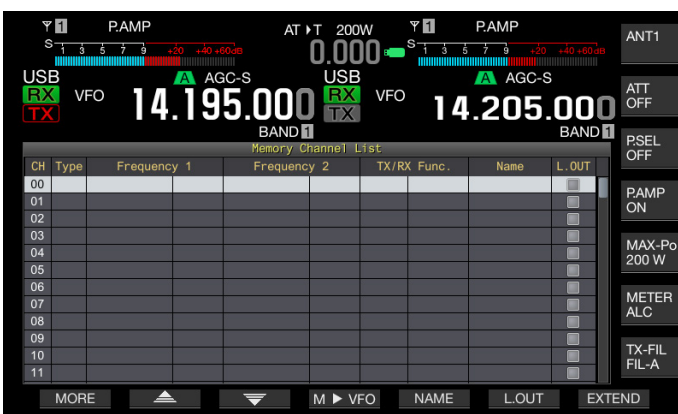 1 P.AMP AT▶T 200W 1 P.AMP ANT1
S 1 3 5 7 9 +20 +40 +60dB 0.000 S 1 3 5 7 9 +20 +40 +60dB
USB A AGC-S USB A AGC-S
RX VFO 14.195.000 RX VFO 14.205.000
TX TX
BAND 1 BAND 1
ATT
OFF
P.SEL
OFF
P.AMP
ON
MAX-Po
200 W
METER
ALC
TX-FIL
FIL-A
Memory Channel List
CH Type Frequency 1 Frequency 2 TX/RX Func. Name L.OUT
00
01
02
03
04
05
06
07
08
09
10
11
MORE M ▶ VFO NAME L.OUT EXTEND